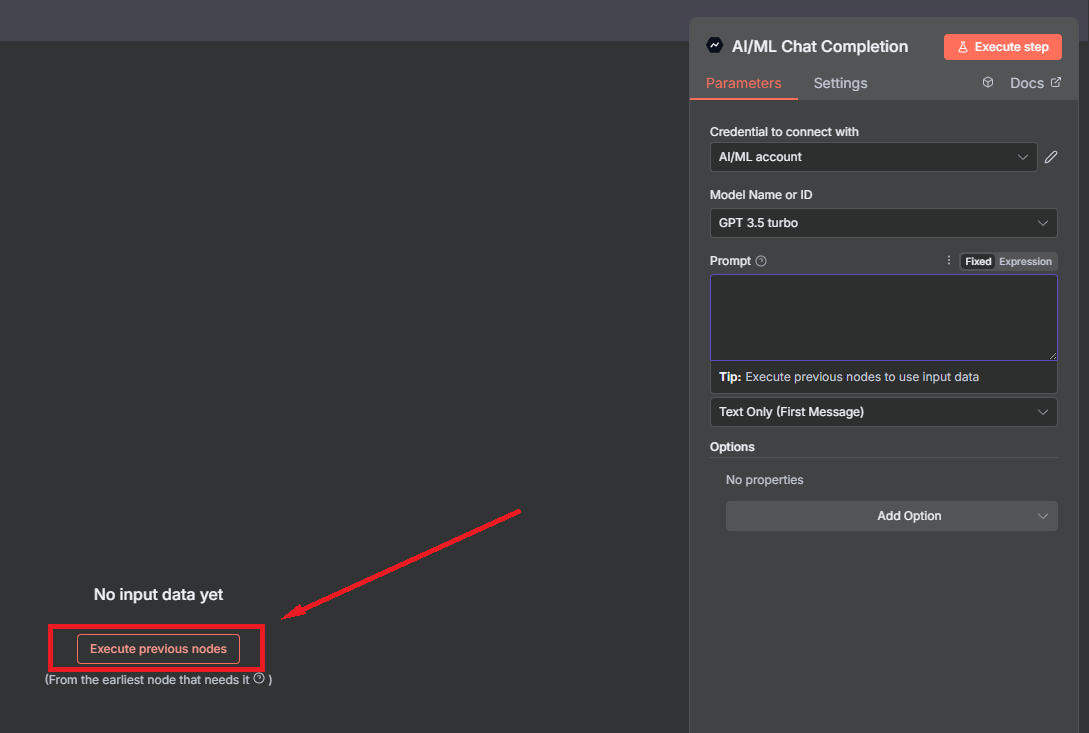 AI/ML Chat Completion
Execute step
Parameters
Settings
Docs
Credential to connect with
AI/ML account
Model Name or ID
GPT 3.5 turbo
Prompt
Fixed Expression
Tip: Execute previous nodes to use input data
Text Only (First Message)
Options
No properties
Add Option
No input data yet
Execute previous nodes
(From the earliest node that needs it ? )